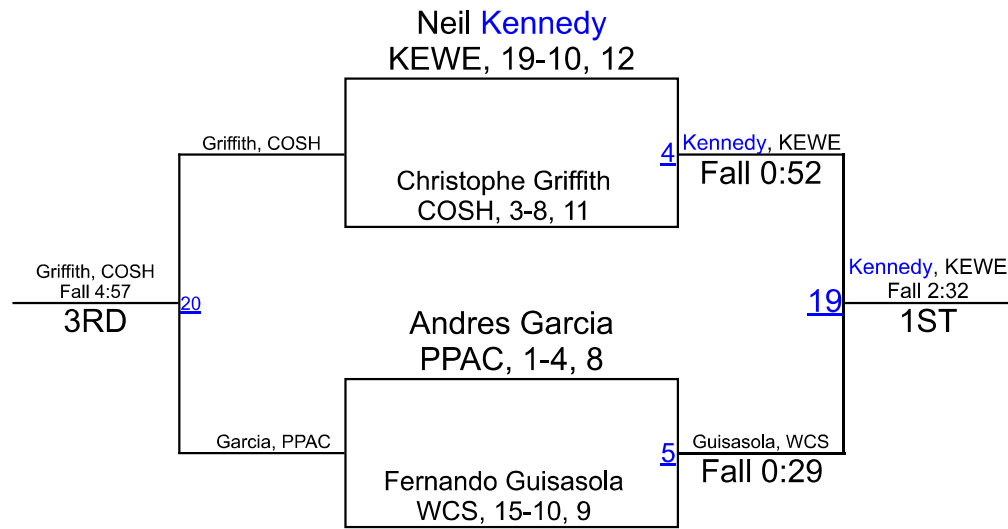 Neil Kennedy
KEWE, 19-10, 12
Griffith, COSH
4
Kennedy, KEWE
Fall 0:52
Christophe Griffith
COSH, 3-8, 11
Griffith, COSH
Fall 4:57
3RD
20
19
Kennedy, KEWE
Fall 2:32
1ST
Andres Garcia
PPAC, 1-4, 8
Garcia, PPAC
5
Guisasola, WCS
Fall 0:29
Fernando Guisasola
WCS, 15-10, 9